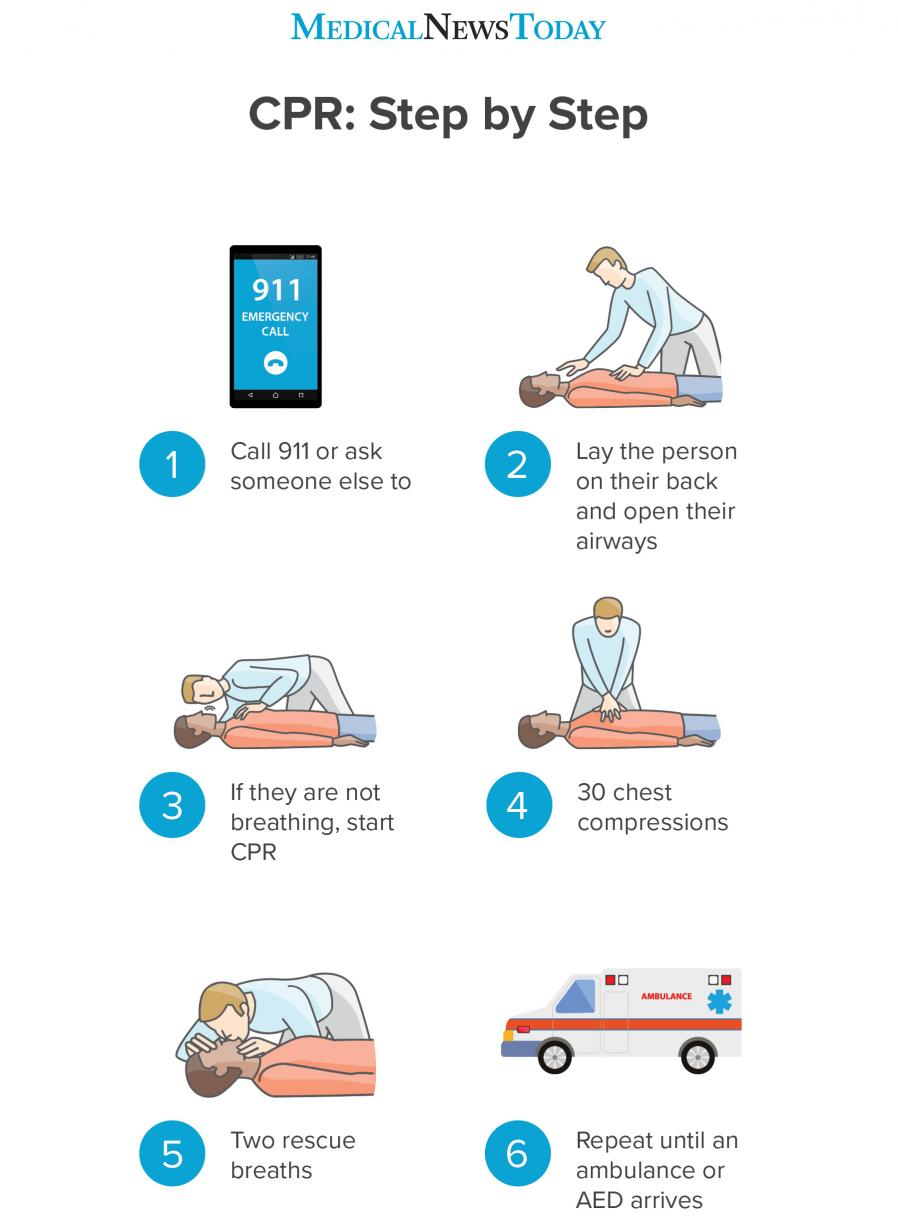 MEDICALNEWSTODAY
CPR: Step by Step
911
EMERGENCY
CALL
1
Call 911 or ask
someone else to
2
Lay the person
on their back
and open their
airways
3
If they are not
breathing, start
CPR
4
30 chest
compressions
AMBULANCE
5
Two rescue
breaths
6
Repeat until an
ambulance or
AED arrives